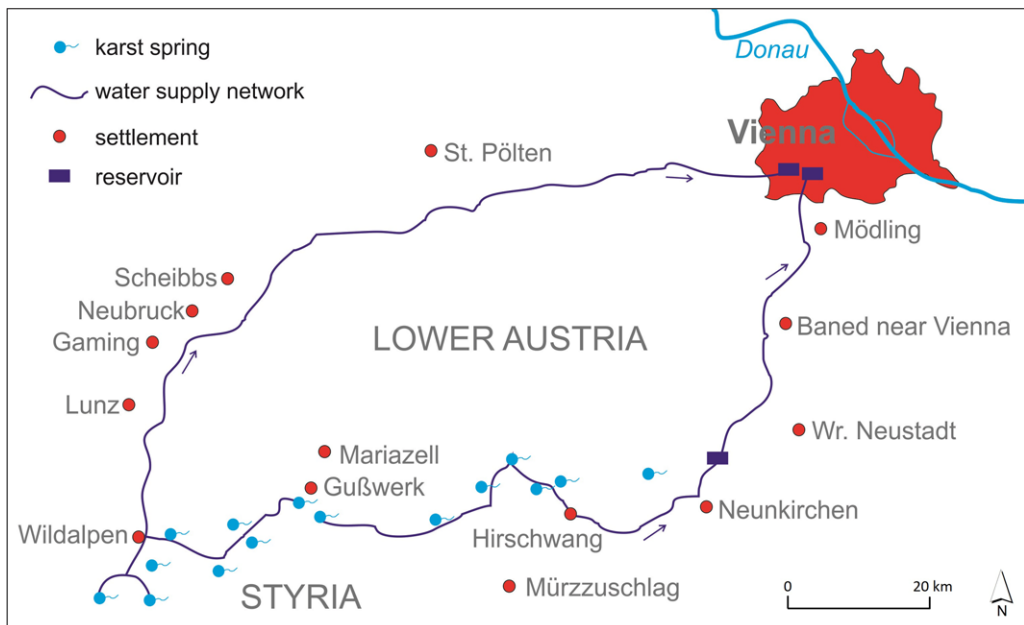 karst spring
water supply network
settlement
reservoir
Donau
Vienna
St. Pölten
Mödling
Scheibbs
Neubruck
Gaming
LOWER AUSTRIA
Baned near Vienna
Lunz
Wr. Neustadt
Mariazell
Gußwerk
Neunkirchen
Wildalpen
Hirschwang
STYRIA
Mürzzuschlag
0 20 km
N